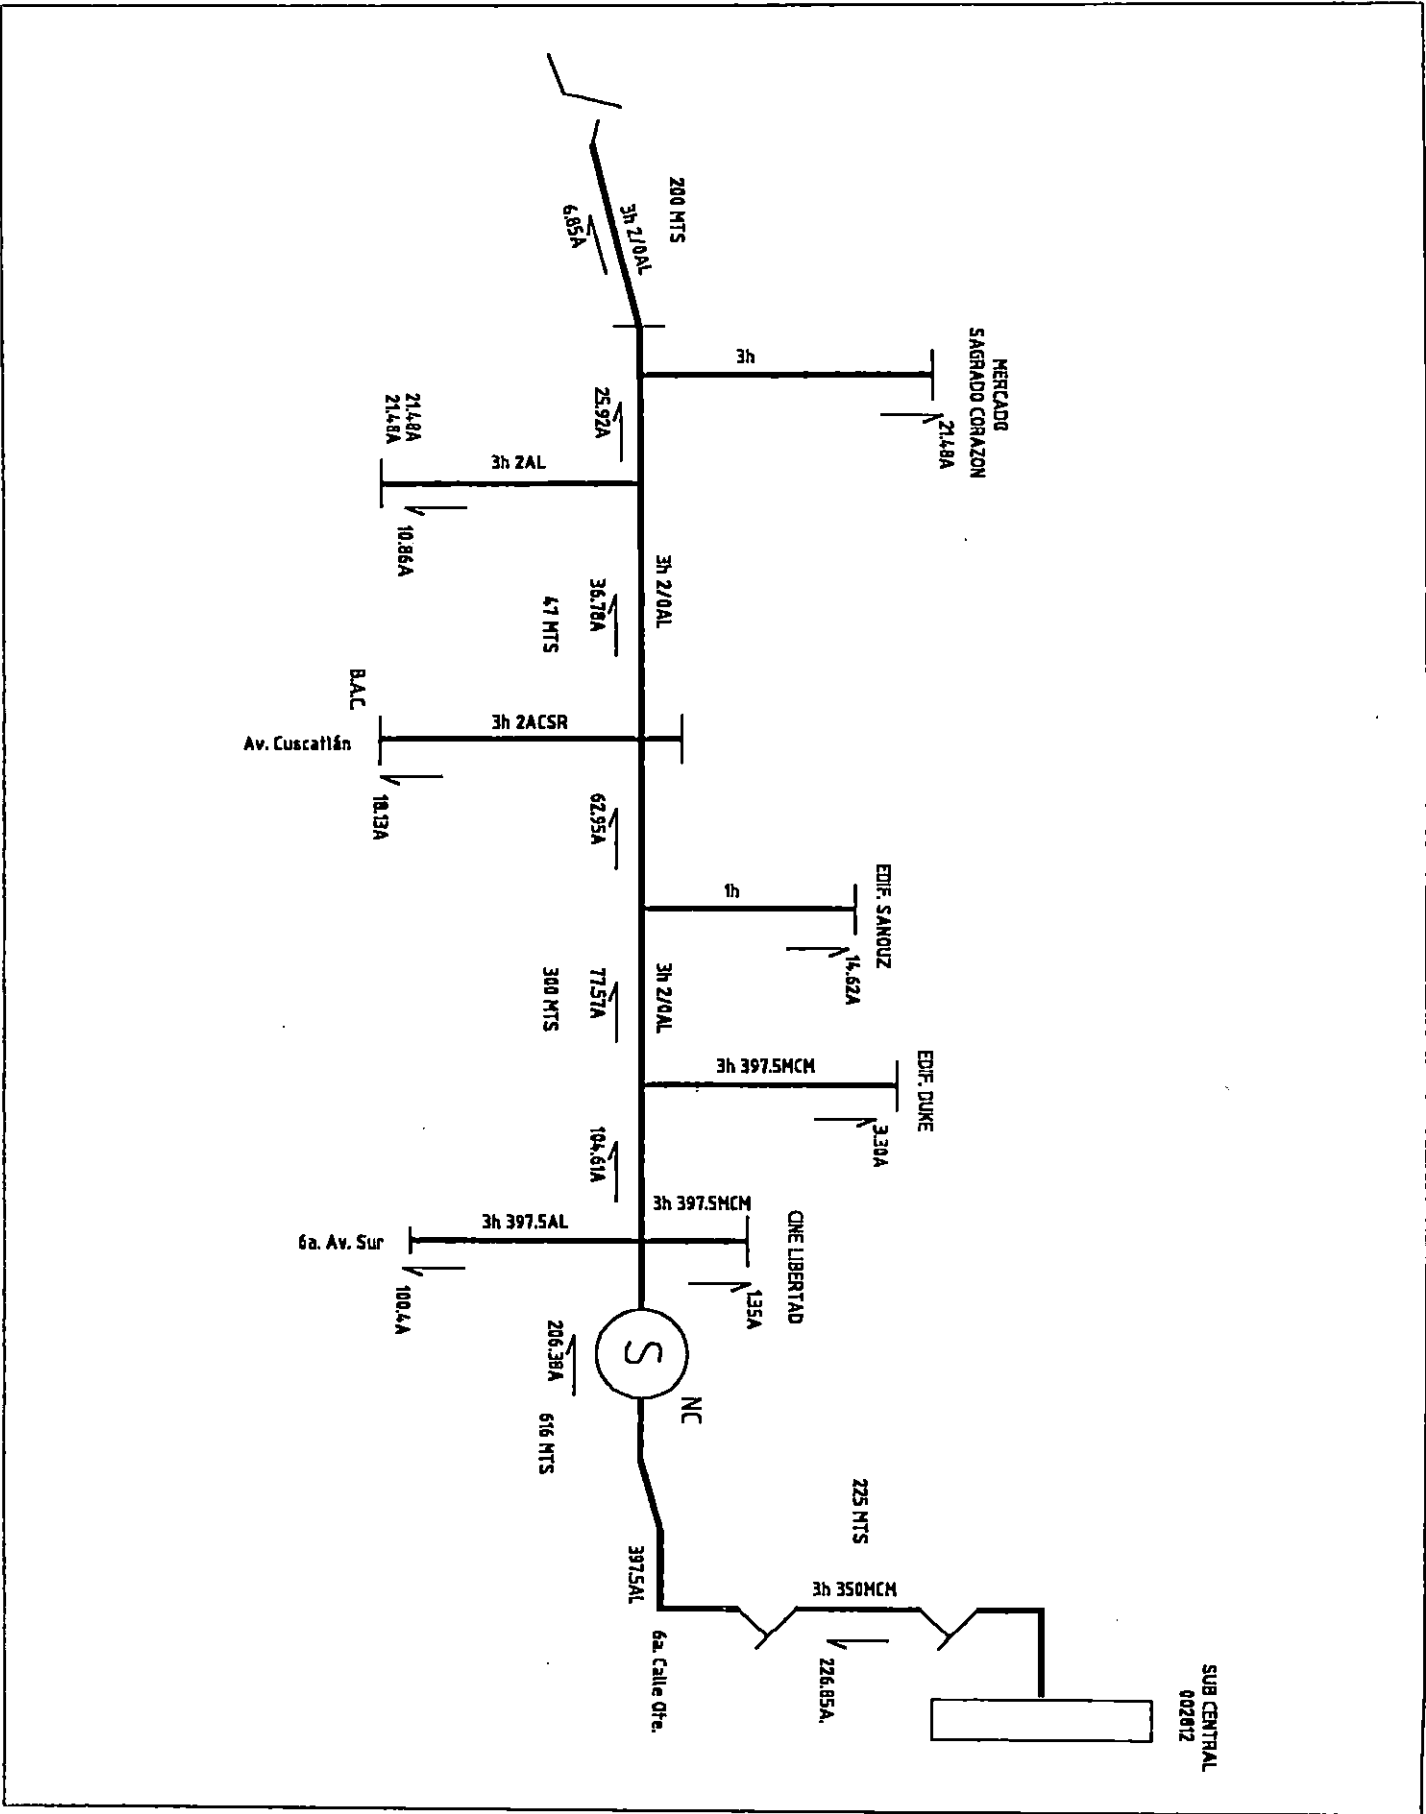 200 MTS
3h 2/0AL
6.85A
MERCADO
SAGRADO CORAZON
3h
21.48A
25.92A
21.48A
21.48A
3h 2AL
10.86A
3h 2/0AL
36.78A
47 MTS
B.A.C.
Av. Cuscatlán
3h 2ACSR
18.13A
62.95A
EDIF. SANOUZ
1h
14.62A
3h 2/0AL
77.57A
300 MTS
EDIF. DUKE
3h 397.5MCM
3.30A
104.61A
3h 397.5MCM
CINE LIBERTAD
1.35A
3h 397.5AL
6a. Av. Sur
100.4A
S
NC
206.38A
616 MTS
225 MTS
397.5AL
3h 350MCM
6a. Calle Ote.
226.85A.
SUB CENTRAL
002812